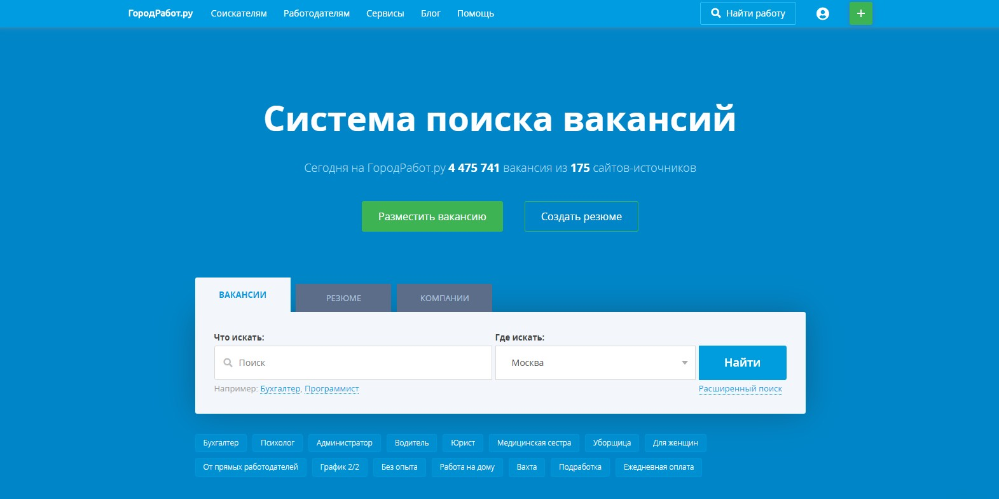 ГородРабот.ру Соискателям Работодателям Сервисы Блог Помощь Найти работу
Система поиска вакансий
Сегодня на ГородРабот.ру 4 475 741 вакансия из 175 сайтов-источников
Разместить вакансию Создать резюме
ВАКАНСИИ РЕЗЮМЕ КОМПАНИИ
Что искать: Где искать:
Поиск Москва Найти
Например: Бухгалтер, Программист Расширенный поиск
Бухгалтер Психолог Администратор Водитель Юрист Медицинская сестра Уборщица Для женщин
От прямых работодателей График 2/2 Без опыта Работа на дому Вахта Подработка Ежедневная оплата